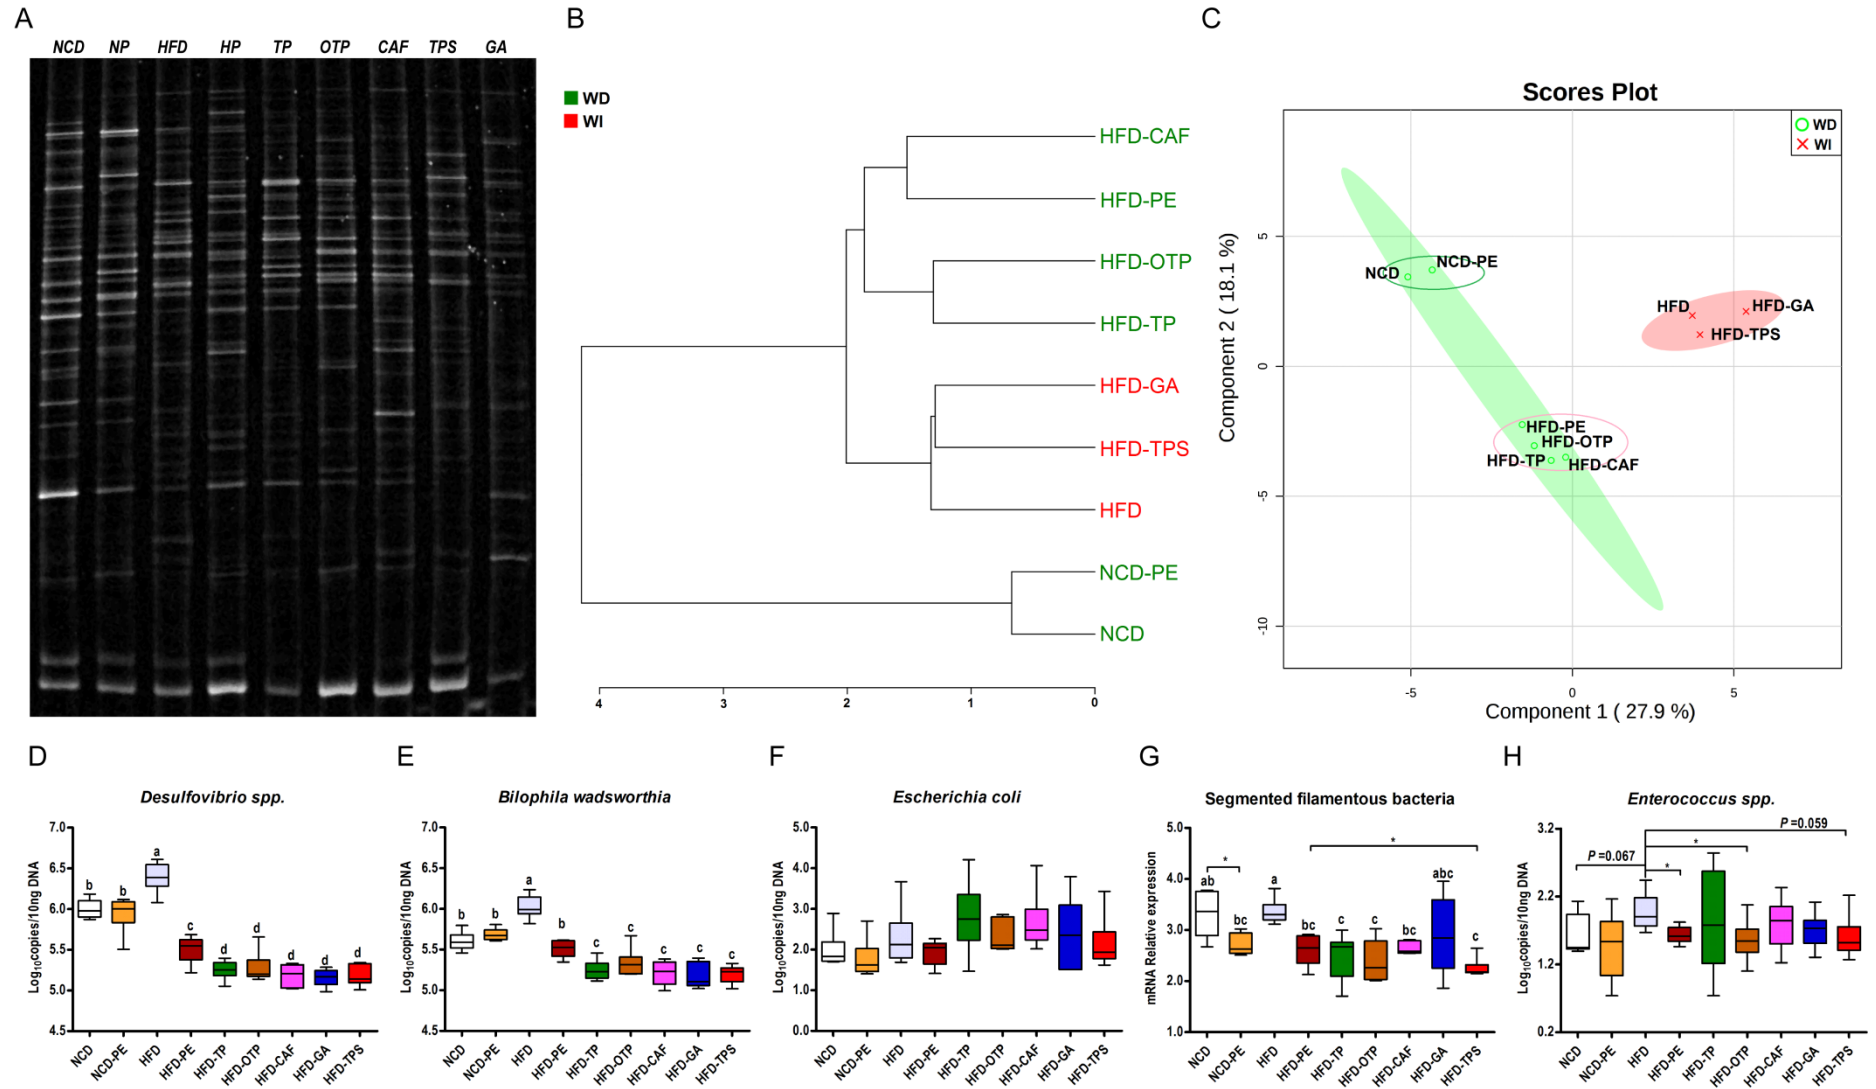 A
NCD NP HFD HP TP OTP CAF TPS GA
B
WD
WI
HFD-CAF
HFD-PE
HFD-OTP
HFD-TP
HFD-GA
HFD-TPS
HFD
NCD-PE
NCD
4 3 2 1 0
C
Scores Plot
WD
WI
NCD NCD-PE
HFD HFD-GA
HFD-TPS
HFD-PE
HFD-OTP
HFD-TP HFD-CAF
Component 2 ( 18.1 %)
5
0
-5
-10
-5 0 5
Component 1 ( 27.9 %)
D
Desulfovibrio spp.
Log₁₀copies/10ng DNA
7.0
6.5
6.0
5.5
5.0
4.5
b b a c d d d d d
NCD NCD-PE HFD HFD-PE HFD-TP HFD-OTP HFD-CAF HFD-GA HFD-TPS
E
Bilophila wadsworthia
Log₁₀copies/10ng DNA
7.0
6.5
6.0
5.5
5.0
4.5
b b a b c c c c c
NCD NCD-PE HFD HFD-PE HFD-TP HFD-OTP HFD-CAF HFD-GA HFD-TPS
F
Escherichia coli
Log₁₀copies/10ng DNA
5.0
4.0
3.0
2.0
1.0
0.0
NCD NCD-PE HFD HFD-PE HFD-TP HFD-OTP HFD-CAF HFD-GA HFD-TPS
G
Segmented filamentous bacteria
mRNA Relative expression
5.0
4.0
3.0
2.0
1.0
* *
ab bc a bc c c bc abc c
NCD NCD-PE HFD HFD-PE HFD-TP HFD-OTP HFD-CAF HFD-GA HFD-TPS
H
Enterococcus spp.
Log₁₀copies/10ng DNA
3.2
2.2
1.2
0.2
P =0.059
*
P =0.067
*
NCD NCD-PE HFD HFD-PE HFD-TP HFD-OTP HFD-CAF HFD-GA HFD-TPS